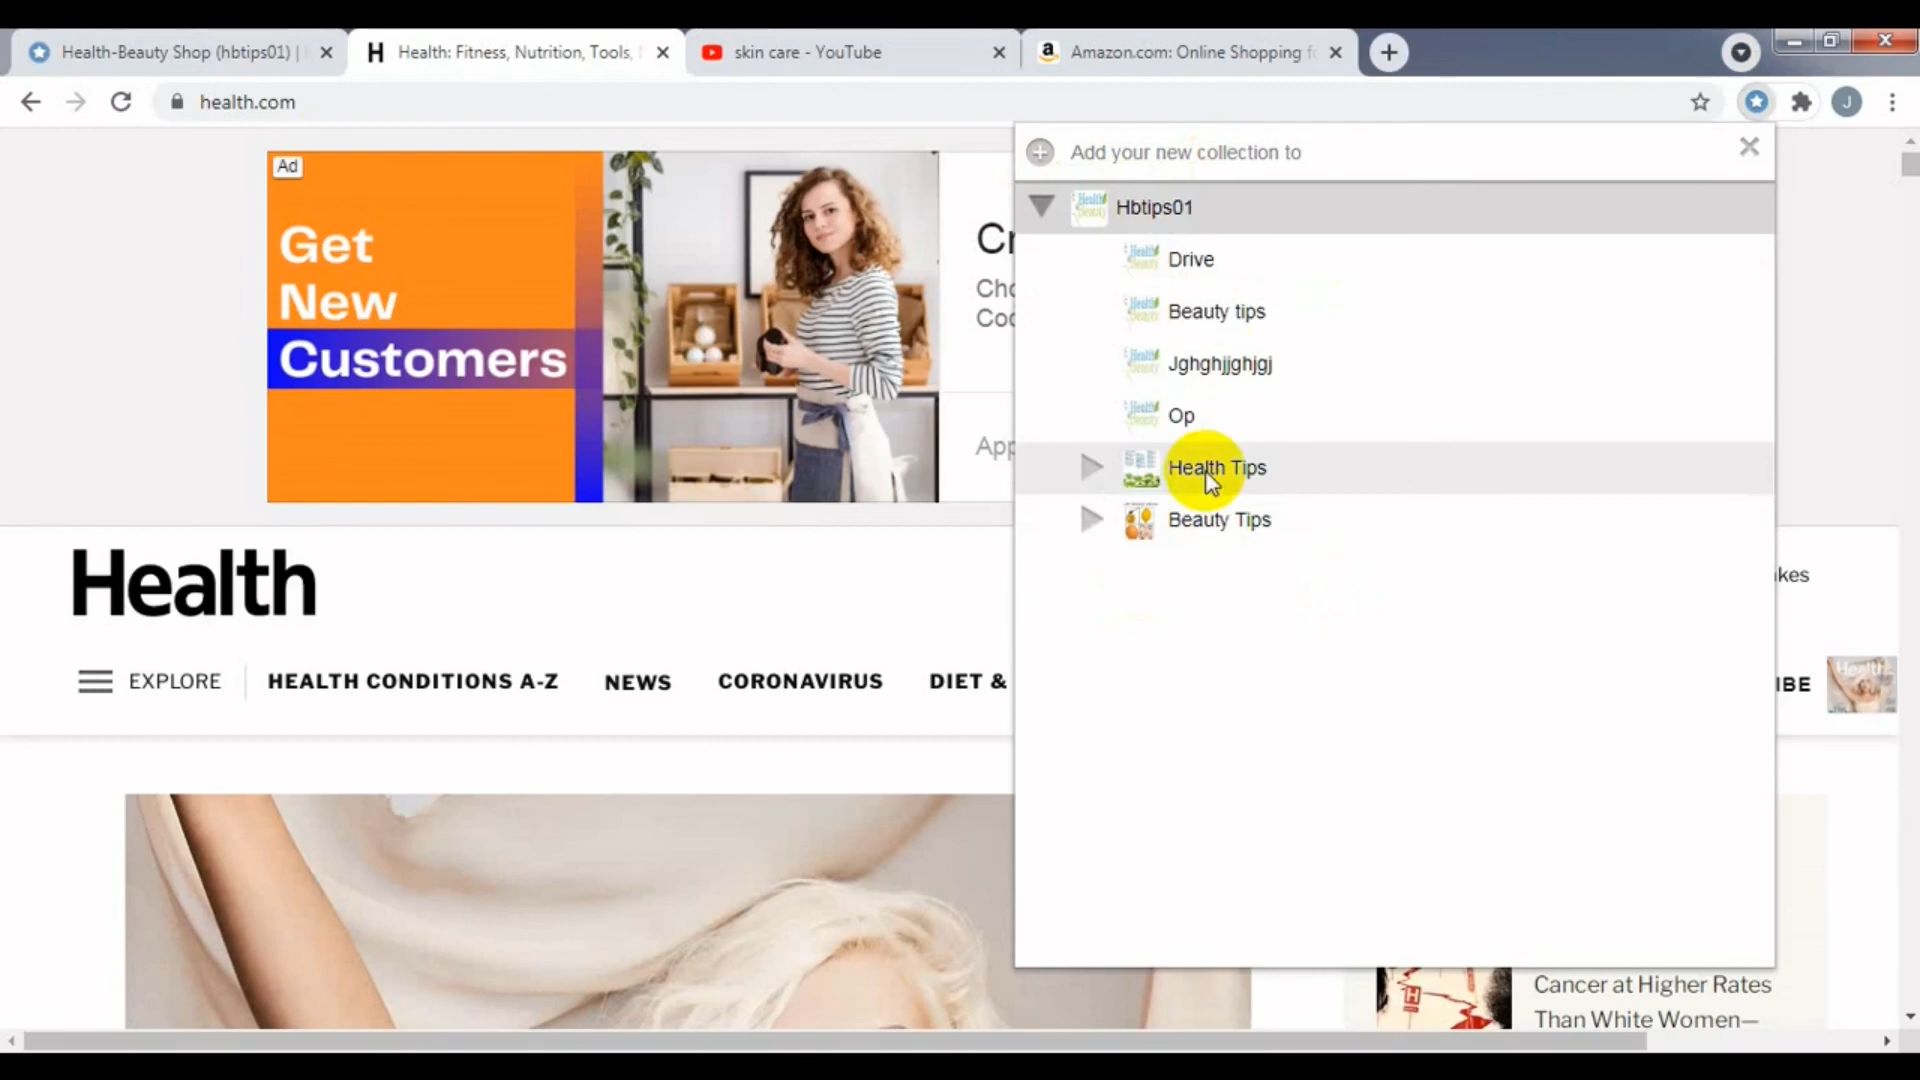 Health-Beauty Shop (hbtips01) |
Health: Fitness, Nutrition, Tools,
skin care - YouTube
Amazon.com: Online Shopping f
health.com
J
Ad
Get
New
Customers
Add your new collection to
Hbtips01
Drive
Beauty tips
Jghghjjghjgj
Op
Health Tips
Beauty Tips
Health
EXPLORE
HEALTH CONDITIONS A-Z
NEWS
CORONAVIRUS
DIET &
Cancer at Higher Rates
Than White Women—